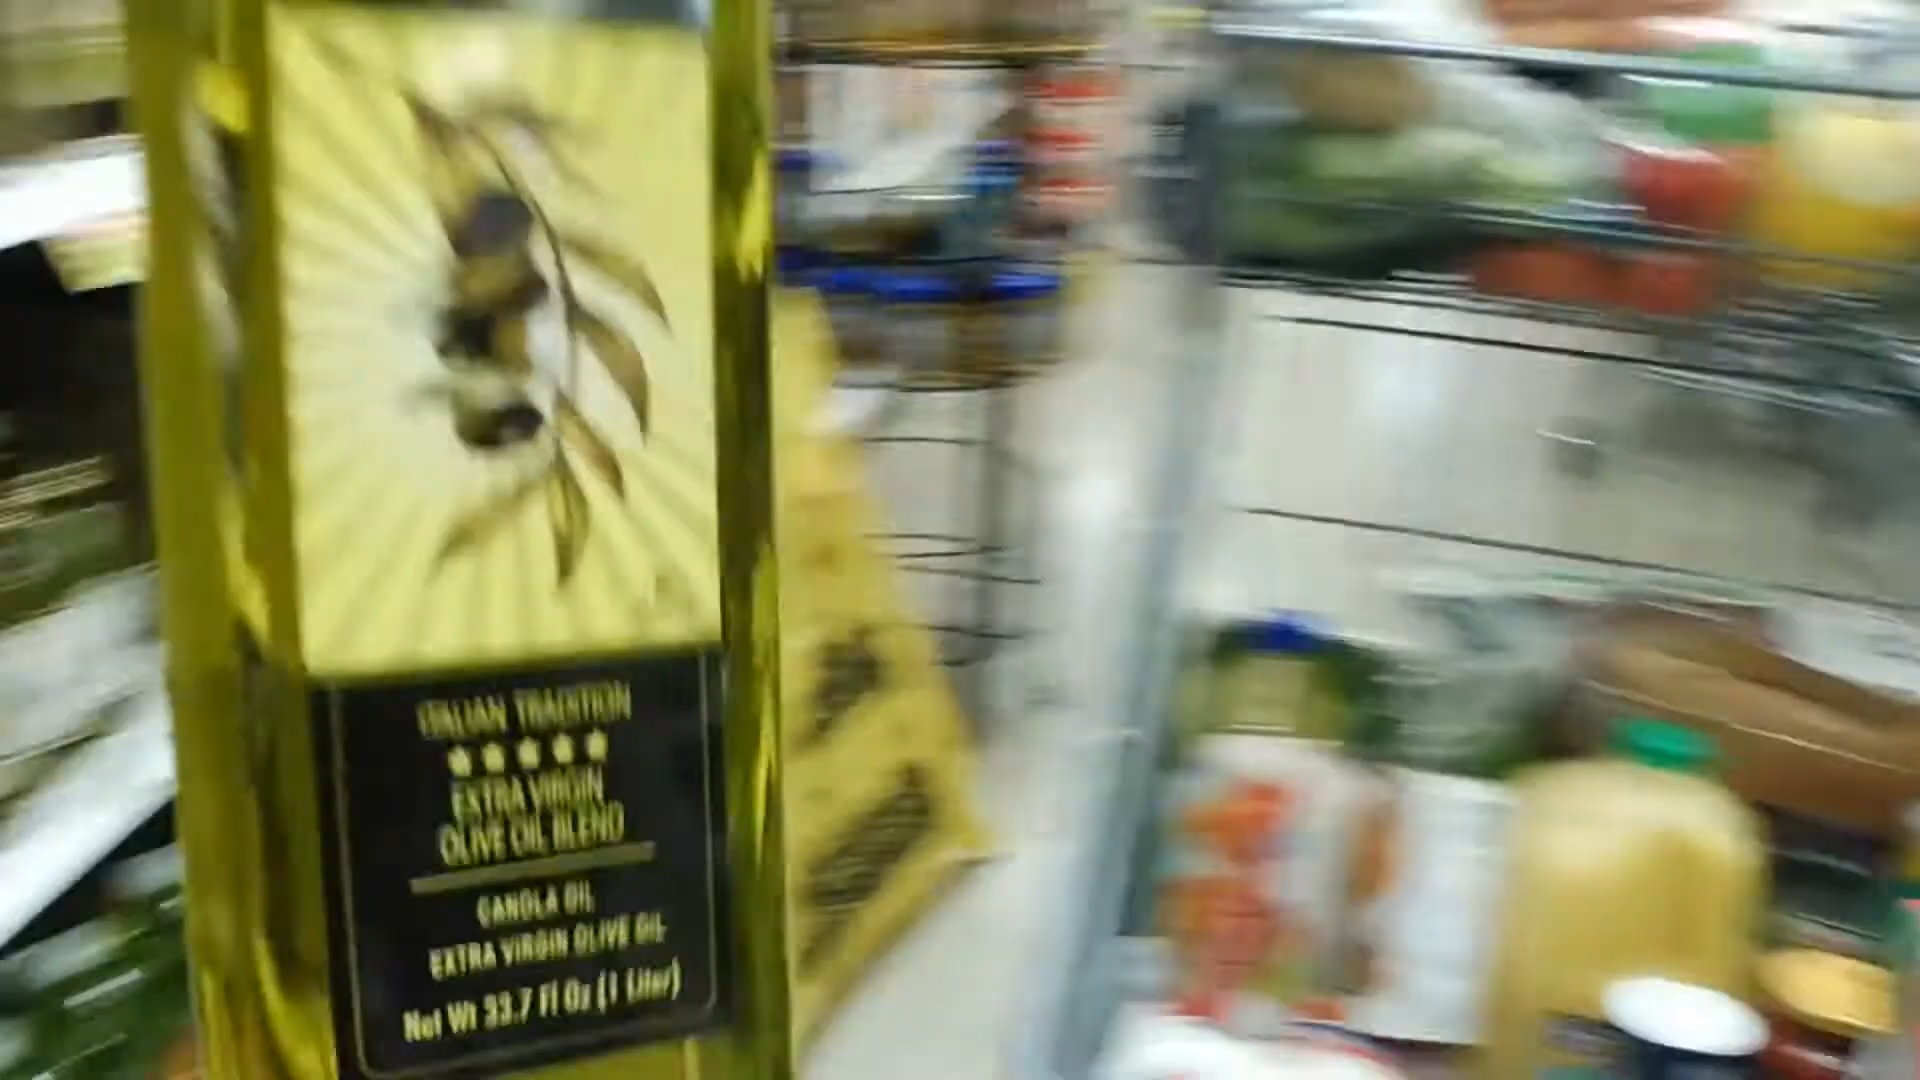 ITALIAN TRADITION
EXTRA VIRGIN
OLIVE OIL BLEND
CANOLA OIL
EXTRA VIRGIN OLIVE OIL
Net Wt 33.7 Fl Oz (1 Liter)